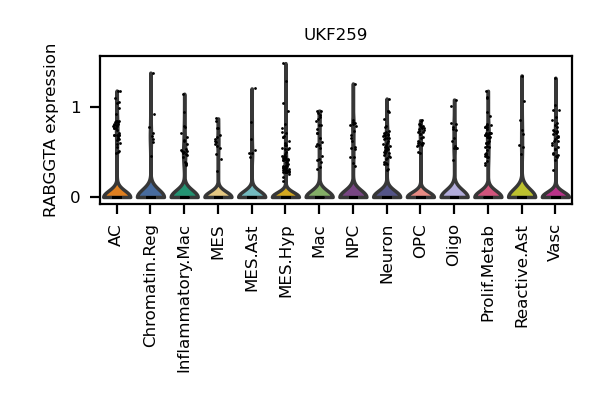 UKF259
RABGGTA expression
1
0
AC
Chromatin.Reg
Inflammatory.Mac
MES
MES.Ast
MES.Hyp
Mac
NPC
Neuron
OPC
Oligo
Prolif.Metab
Reactive.Ast
Vasc